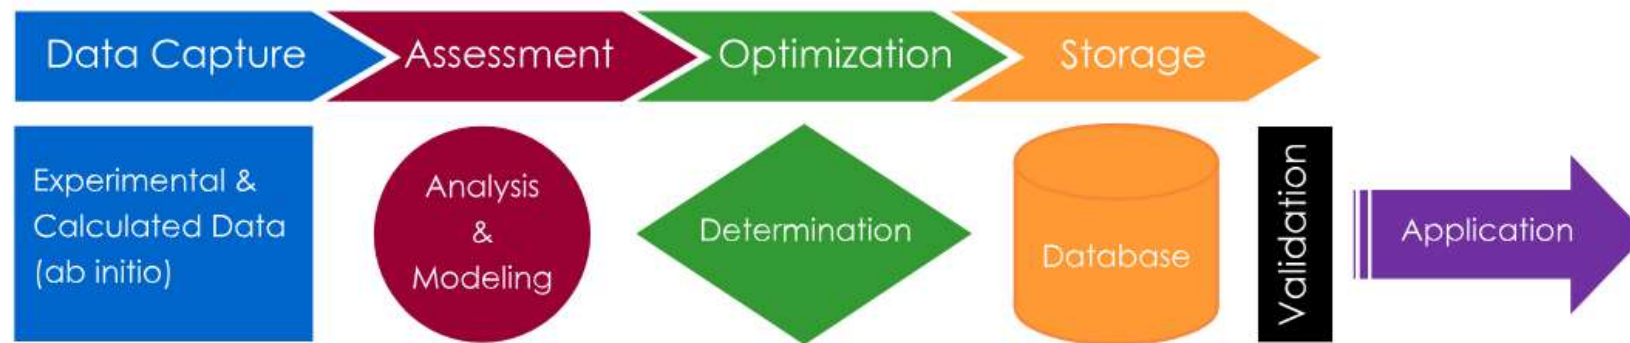 Data Capture
Assessment
Optimization
Storage
Experimental &
Calculated Data
(ab initio)
Analysis
&
Modeling
Determination
Database
Validation
Application